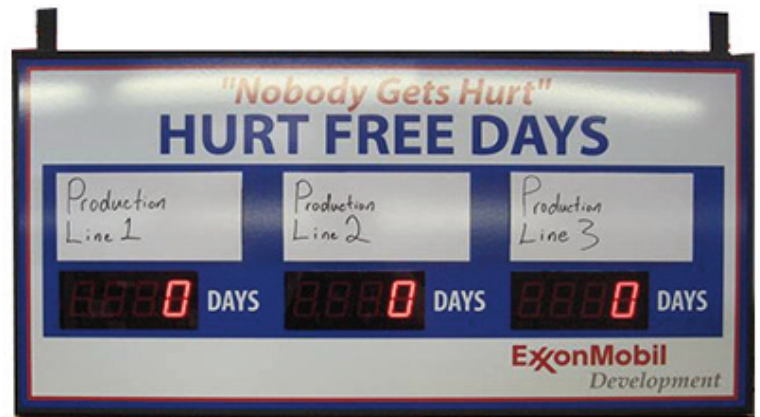 "Nobody Gets Hurt"
HURT FREE DAYS
Production
Line 1
Production
Line 2
Production
Line 3
0 DAYS
0 DAYS
0 DAYS
ExxonMobil
Development